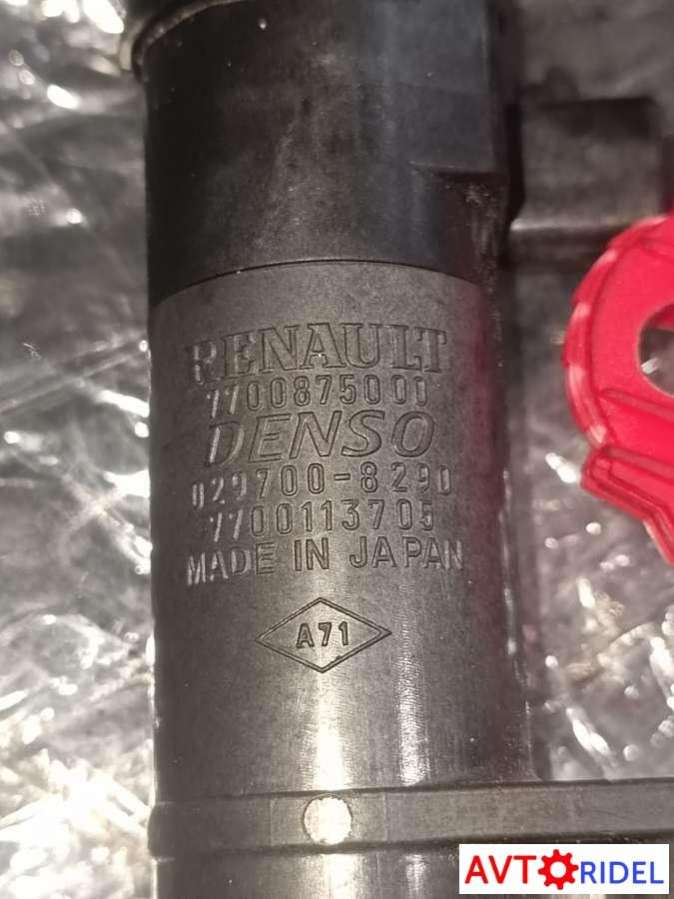 RENAULT
7700875000
DENSO
029700-8290
7700113705
MADE IN JAPAN
A71
AVTORIDEL